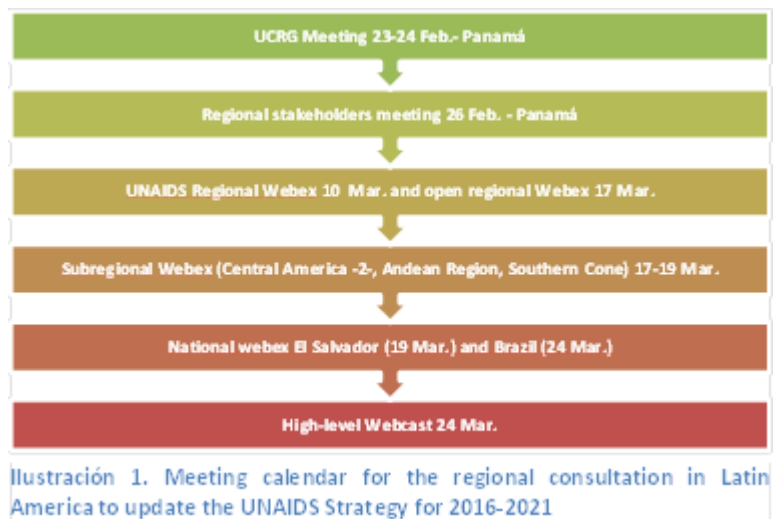 UCRG Meeting 23-24 Feb.- Panamá
Regional stakeholders meeting 26 Feb. - Panamá
UNAIDS Regional Webex 10 Mar. and open regional Webex 17 Mar.
Subregional Webex (Central America -2-, Andean Region, Southern Cone) 17-19 Mar.
National webex El Salvador (19 Mar.) and Brazil (24 Mar.)
High-level Webcast 24 Mar.
Ilustración 1. Meeting calendar for the regional consultation in Latin
America to update the UNAIDS Strategy for 2016-2021